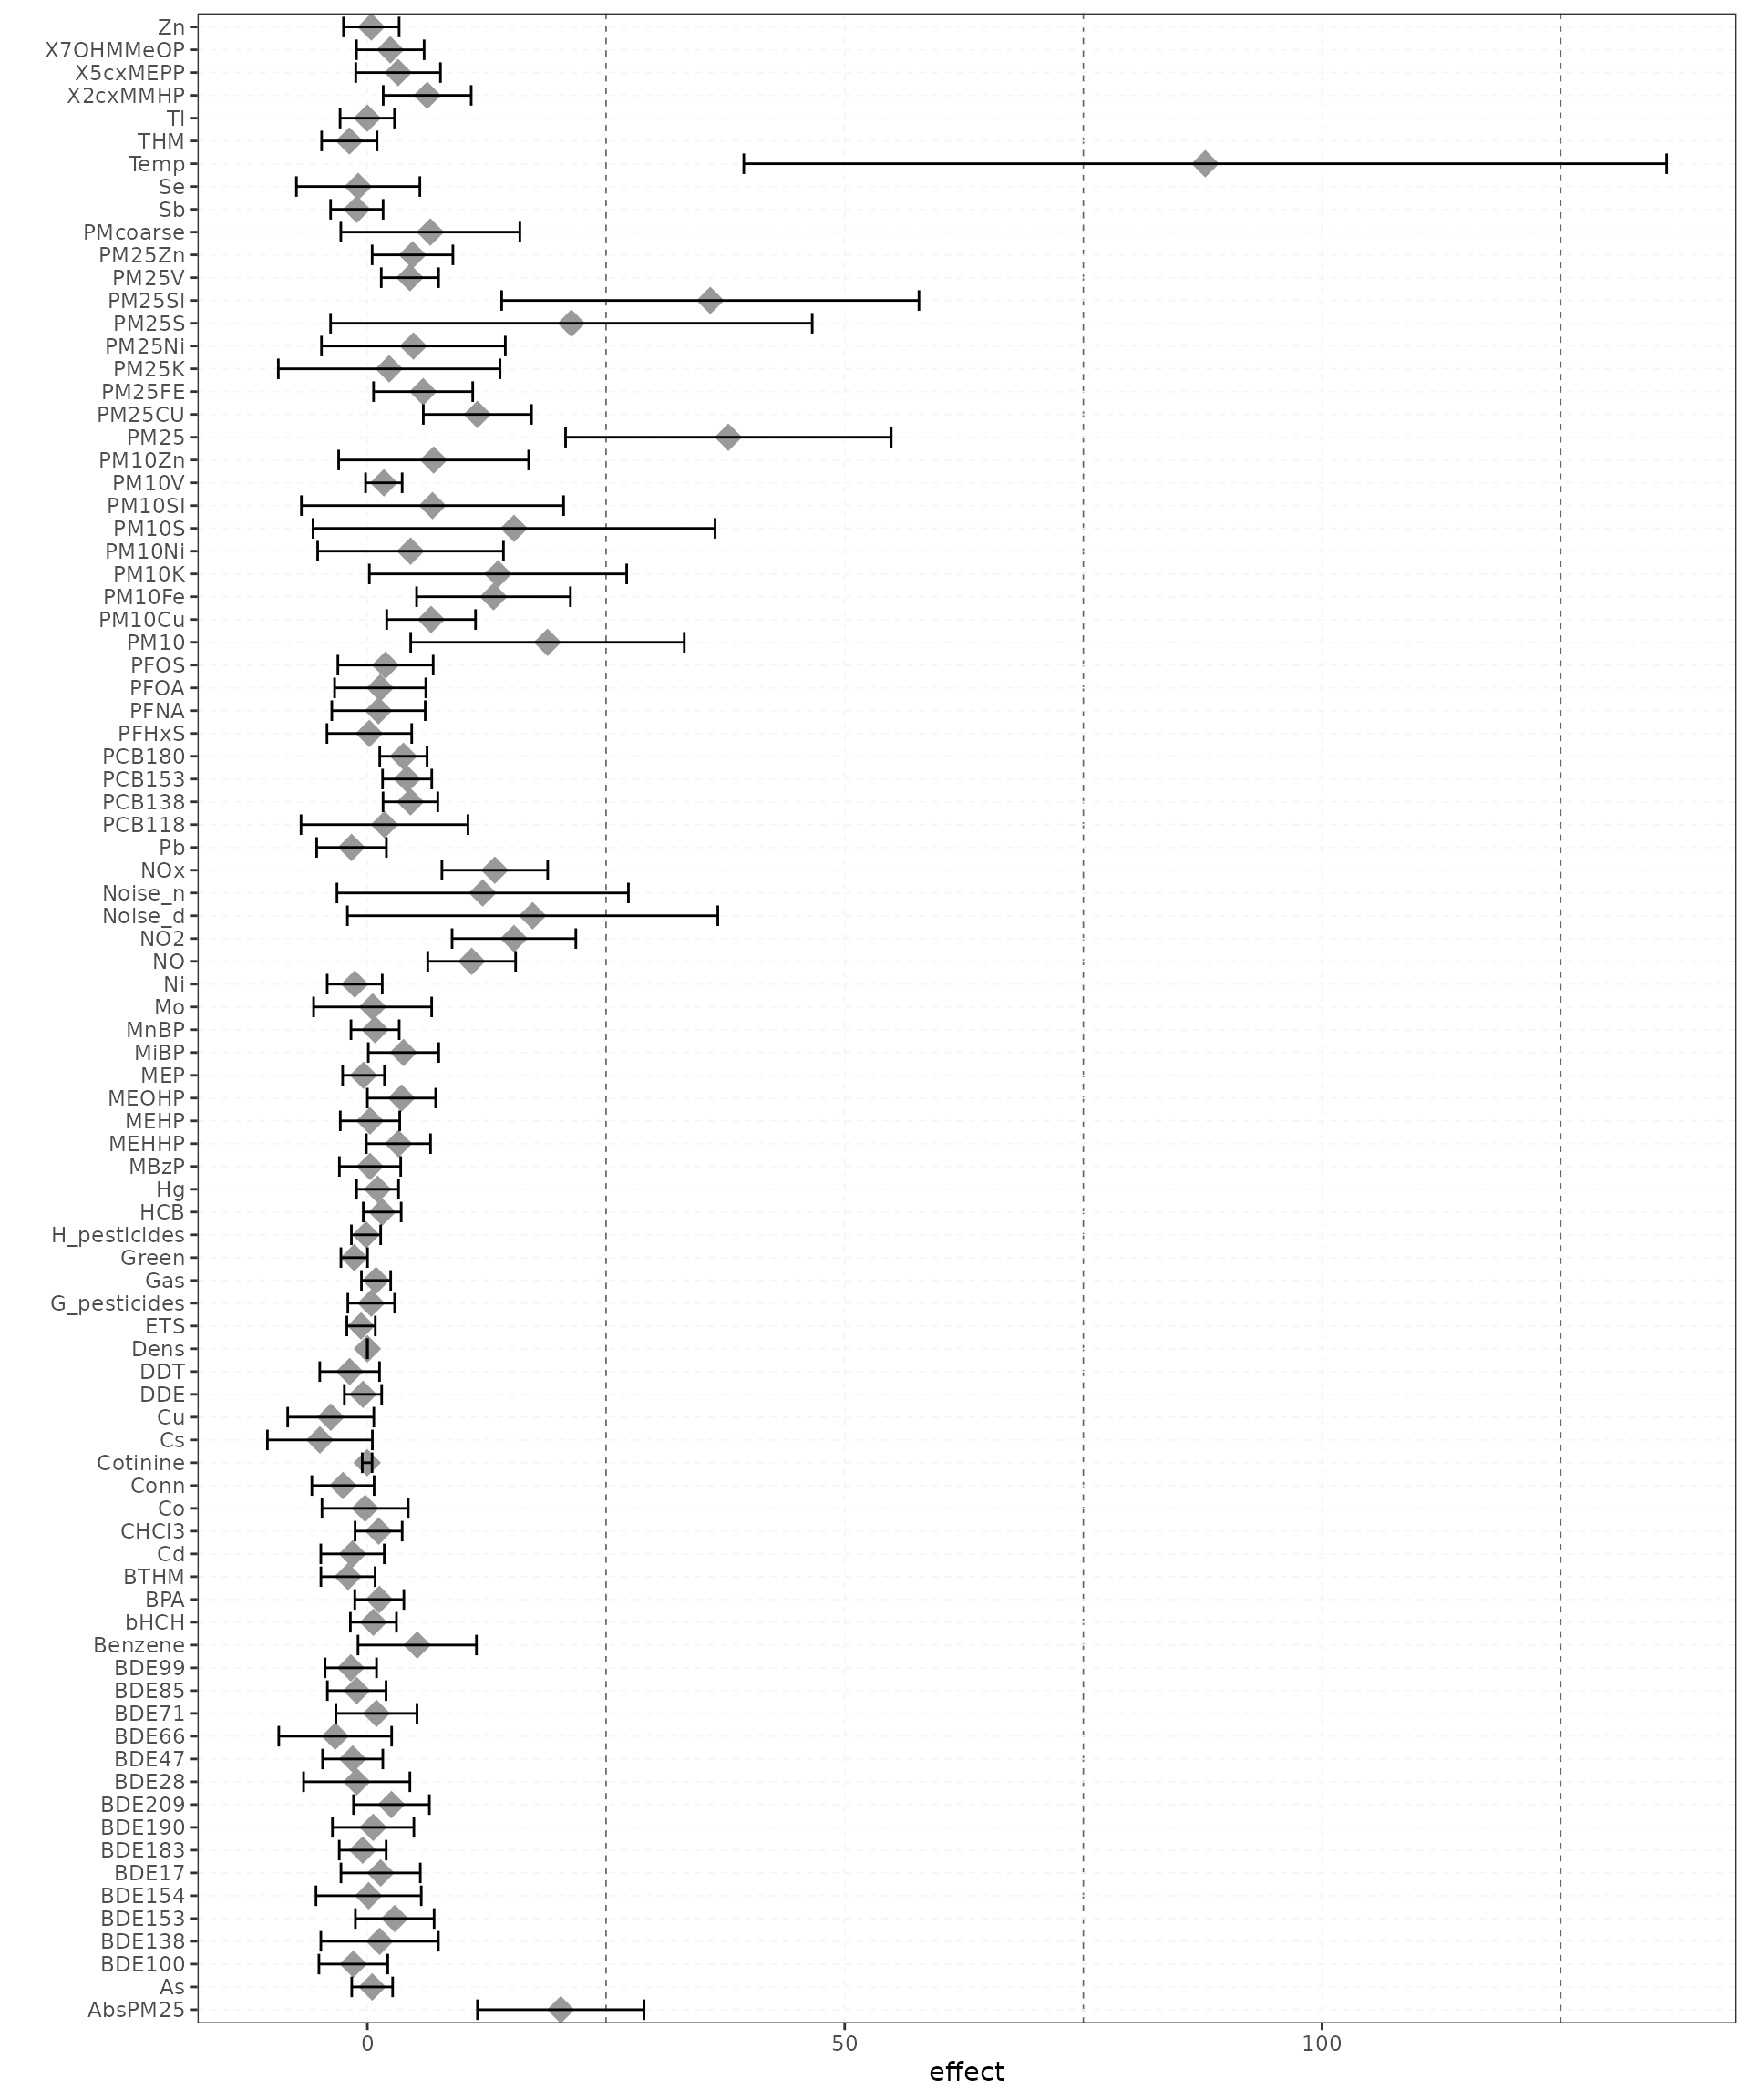 Zn
X7OHMMeOP
X5cxMEPP
X2cxMMHP
Tl
THM
Temp
Se
Sb
PMcoarse
PM25Zn
PM25V
PM25SI
PM25S
PM25Ni
PM25K
PM25FE
PM25CU
PM25
PM10Zn
PM10V
PM10SI
PM10S
PM10Ni
PM10K
PM10Fe
PM10Cu
PM10
PFOS
PFOA
PFNA
PFHxS
PCB180
PCB153
PCB138
PCB118
Pb
NOx
Noise_n
Noise_d
NO2
NO
Ni
Mo
MnBP
MiBP
MEP
MEOHP
MEHP
MEHHP
MBzP
Hg
HCB
H_pesticides
Green
Gas
G_pesticides
ETS
Dens
DDT
DDE
Cu
Cs
Cotinine
Conn
Co
CHCl3
Cd
BTHM
BPA
bHCH
Benzene
BDE99
BDE85
BDE71
BDE66
BDE47
BDE28
BDE209
BDE190
BDE183
BDE17
BDE154
BDE153
BDE138
BDE100
As
AbsPM25
0 50 100
effect